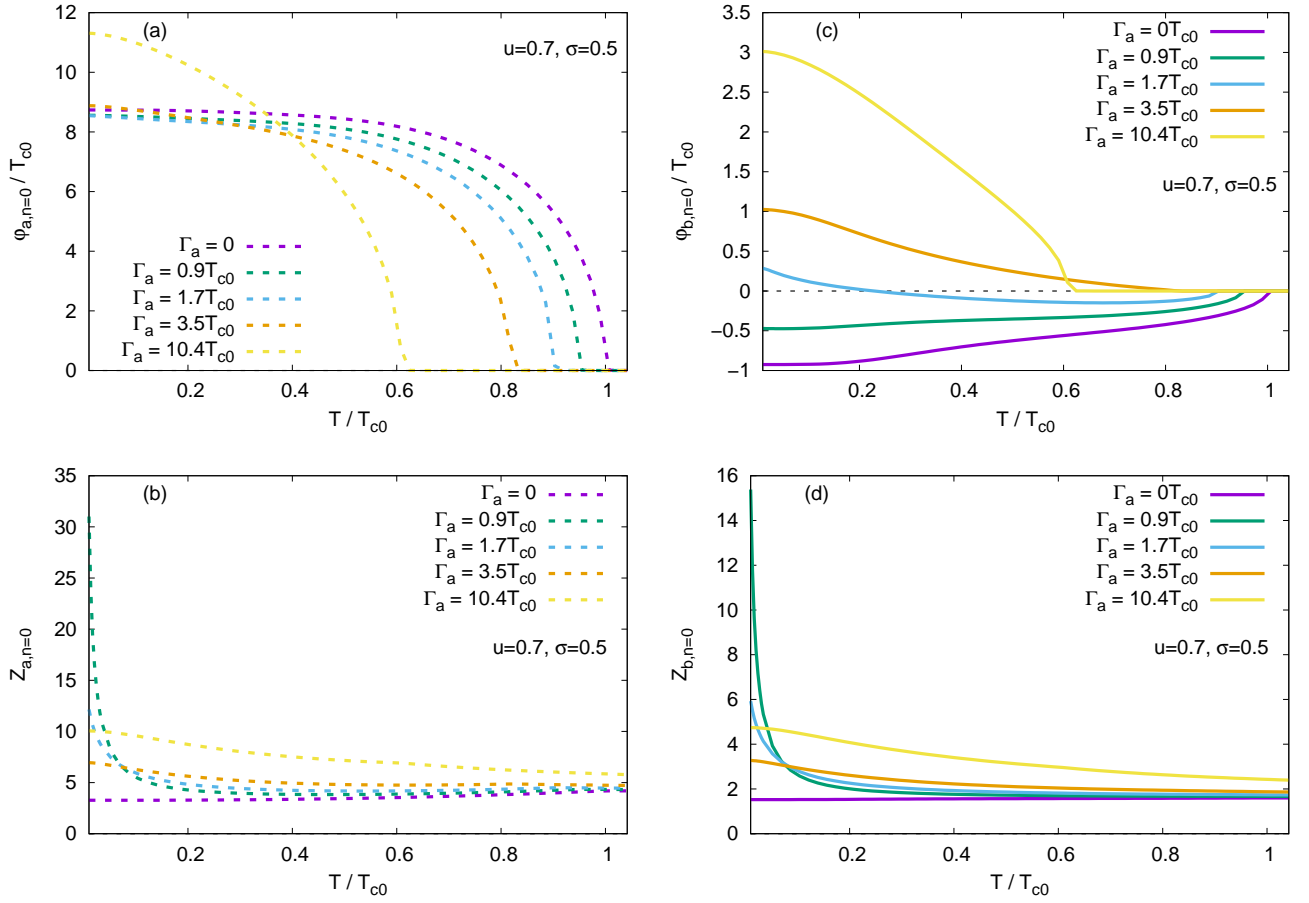 (a)
u=0.7, σ=0.5
φa,n=0 / Tc0
12
10
8
6
4
2
0
Γa = 0
Γa = 0.9Tc0
Γa = 1.7Tc0
Γa = 3.5Tc0
Γa = 10.4Tc0
0.2 0.4 0.6 0.8 1
T / Tc0
(c)
φb,n=0 / Tc0
3.5
3
2.5
2
1.5
1
0.5
0
−0.5
−1
Γa = 0Tc0
Γa = 0.9Tc0
Γa = 1.7Tc0
Γa = 3.5Tc0
Γa = 10.4Tc0
u=0.7, σ=0.5
0.2 0.4 0.6 0.8 1
T / Tc0
(b)
Za,n=0
35
30
25
20
15
10
5
0
Γa = 0
Γa = 0.9Tc0
Γa = 1.7Tc0
Γa = 3.5Tc0
Γa = 10.4Tc0
u=0.7, σ=0.5
0.2 0.4 0.6 0.8 1
T / Tc0
(d)
Zb,n=0
16
14
12
10
8
6
4
2
0
Γa = 0Tc0
Γa = 0.9Tc0
Γa = 1.7Tc0
Γa = 3.5Tc0
Γa = 10.4Tc0
u=0.7, σ=0.5
0.2 0.4 0.6 0.8 1
T / Tc0